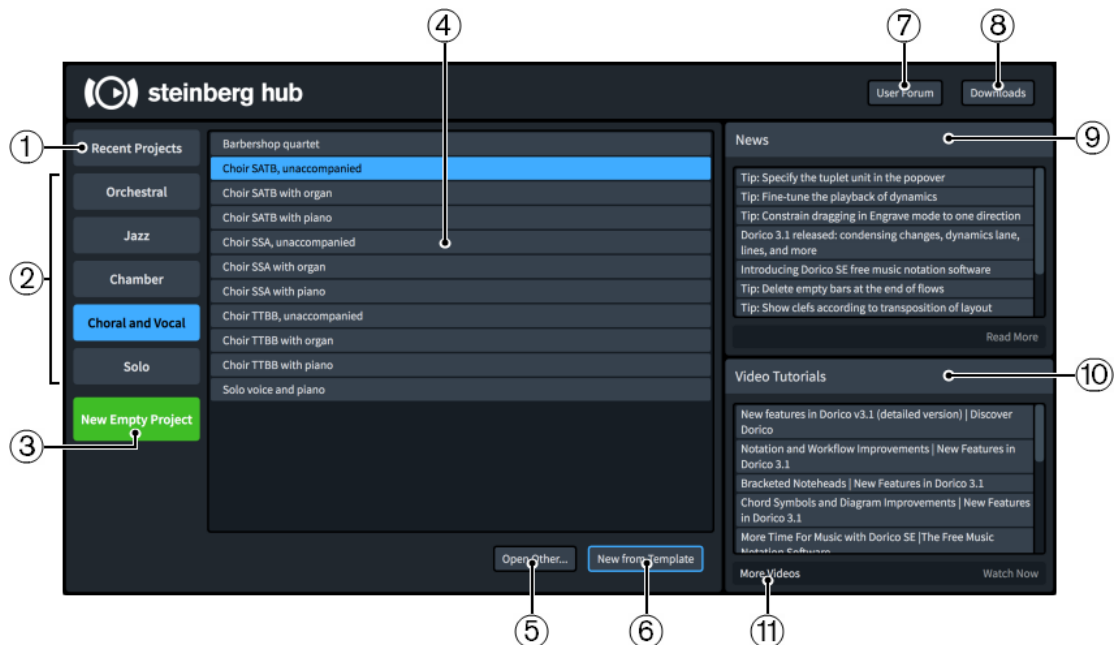 ④
⑦
⑧
steinberg hub
User Forum
Downloads
①
Recent Projects
②
Orchestral
Jazz
Chamber
Choral and Vocal
Solo
③
New Empty Project
Barbershop quartet
Choir SATB, unaccompanied
Choir SATB with organ
Choir SATB with piano
Choir SSA, unaccompanied
Choir SSA with organ
Choir SSA with piano
Choir TTBB, unaccompanied
Choir TTBB with organ
Choir TTBB with piano
Solo voice and piano
Open Other...
New from Template
⑤
⑥
News
⑨
Tip: Specify the tuplet unit in the popover
Tip: Fine-tune the playback of dynamics
Tip: Constrain dragging in Engrave mode to one direction
Dorico 3.1 released: condensing changes, dynamics lane,
lines, and more
Introducing Dorico SE free music notation software
Tip: Delete empty bars at the end of flows
Tip: Show clefs according to transposition of layout
Read More
Video Tutorials
⑩
New features in Dorico v3.1 (detailed version) | Discover
Dorico
Notation and Workflow Improvements | New Features in
Dorico 3.1
Bracketed Noteheads | New Features in Dorico 3.1
Chord Symbols and Diagram Improvements | New Features
in Dorico 3.1
More Time For Music with Dorico SE |The Free Music
Notation Software
More Videos
Watch Now
⑪